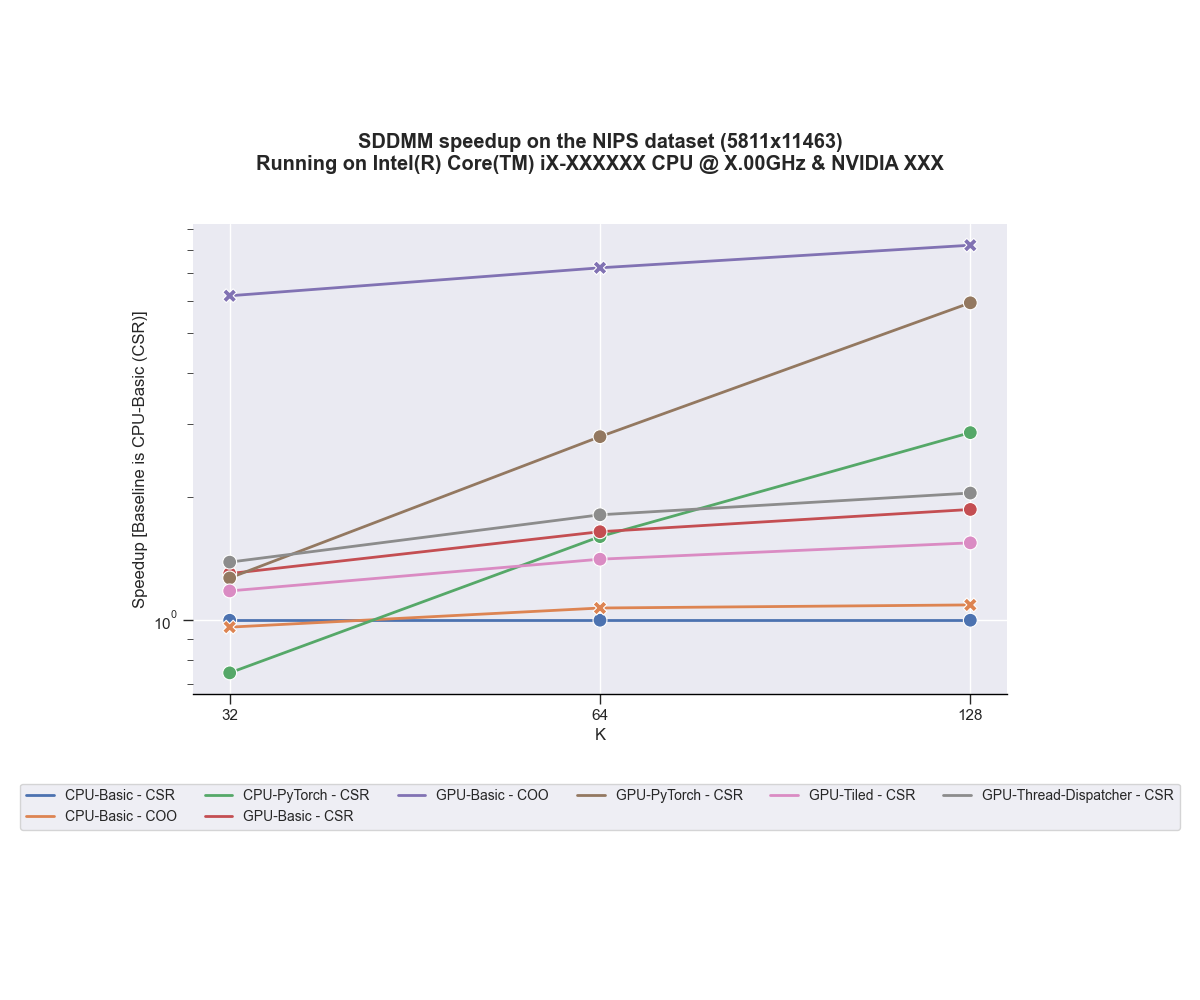 SDDMM speedup on the NIPS dataset (5811x11463)
Running on Intel(R) Core(TM) iX-XXXXXX CPU @ X.00GHz & NVIDIA XXX
Speedup [Baseline is CPU-Basic (CSR)]
10^0
32 64 128
K
CPU-Basic - CSR CPU-PyTorch - CSR GPU-Basic - COO GPU-PyTorch - CSR GPU-Tiled - CSR GPU-Thread-Dispatcher - CSR
CPU-Basic - COO GPU-Basic - CSR